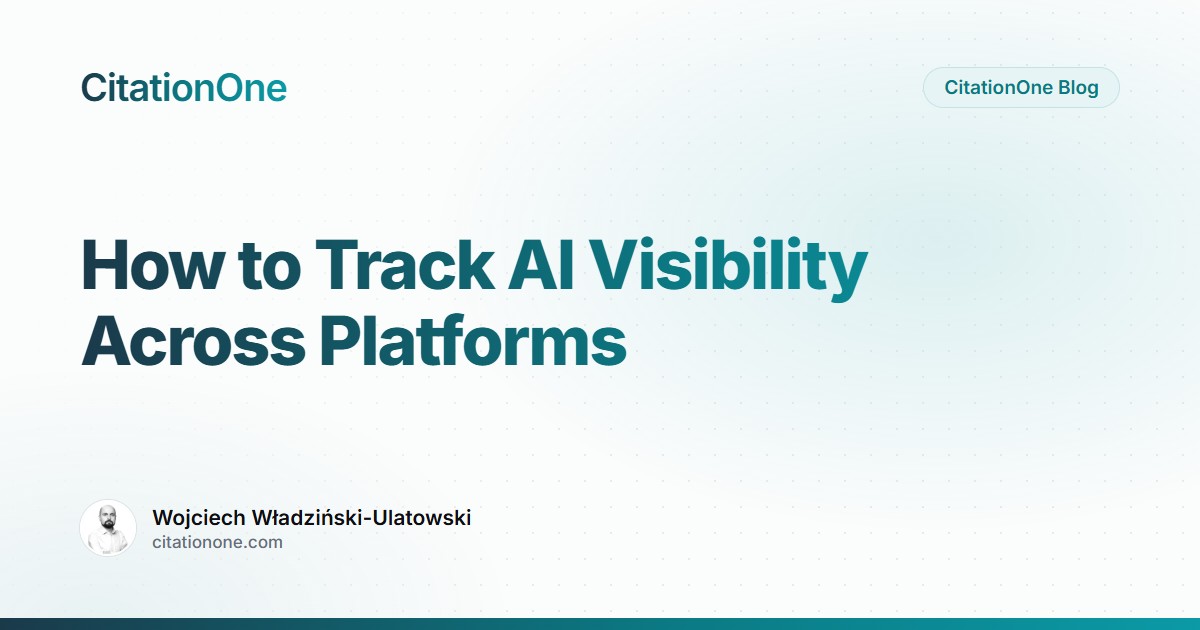 CitationOne
CitationOne Blog
How to Track AI Visibility
Across Platforms
Wojciech Władziński-Ulatowski
citationone.com